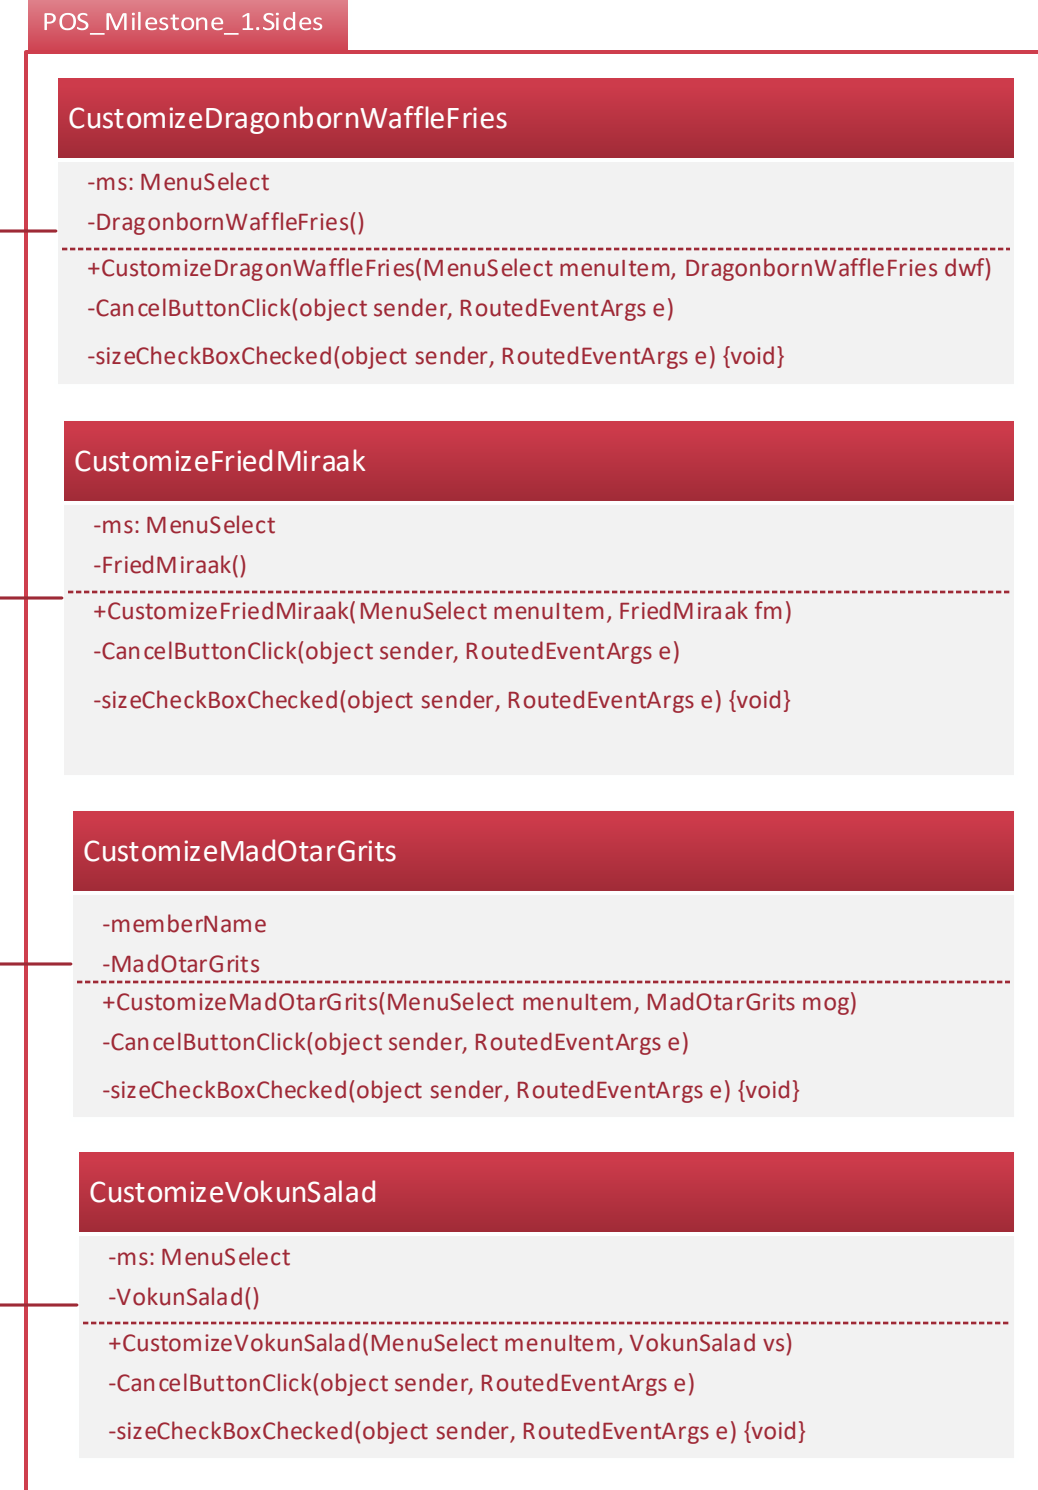 POS_Milestone_1.Sides
CustomizeDragonbornWaffleFries
-ms: MenuSelect
-DragonbornWaffleFries()
+CustomizeDragonWaffleFries(MenuSelect menuItem, DragonbornWaffleFries dwf)
-CancelButtonClick(object sender, RoutedEventArgs e)
-sizeCheckBoxChecked(object sender, RoutedEventArgs e) {void}
CustomizeFriedMiraak
-ms: MenuSelect
-FriedMiraak()
+CustomizeFriedMiraak(MenuSelect menuItem, FriedMiraak fm)
-CancelButtonClick(object sender, RoutedEventArgs e)
-sizeCheckBoxChecked(object sender, RoutedEventArgs e) {void}
CustomizeMadOtarGrits
-memberName
-MadOtarGrits
+CustomizeMadOtarGrits(MenuSelect menuItem, MadOtarGrits mog)
-CancelButtonClick(object sender, RoutedEventArgs e)
-sizeCheckBoxChecked(object sender, RoutedEventArgs e) {void}
CustomizeVokunSalad
-ms: MenuSelect
-VokunSalad()
+CustomizeVokunSalad(MenuSelect menuItem, VokunSalad vs)
-CancelButtonClick(object sender, RoutedEventArgs e)
-sizeCheckBoxChecked(object sender, RoutedEventArgs e) {void}